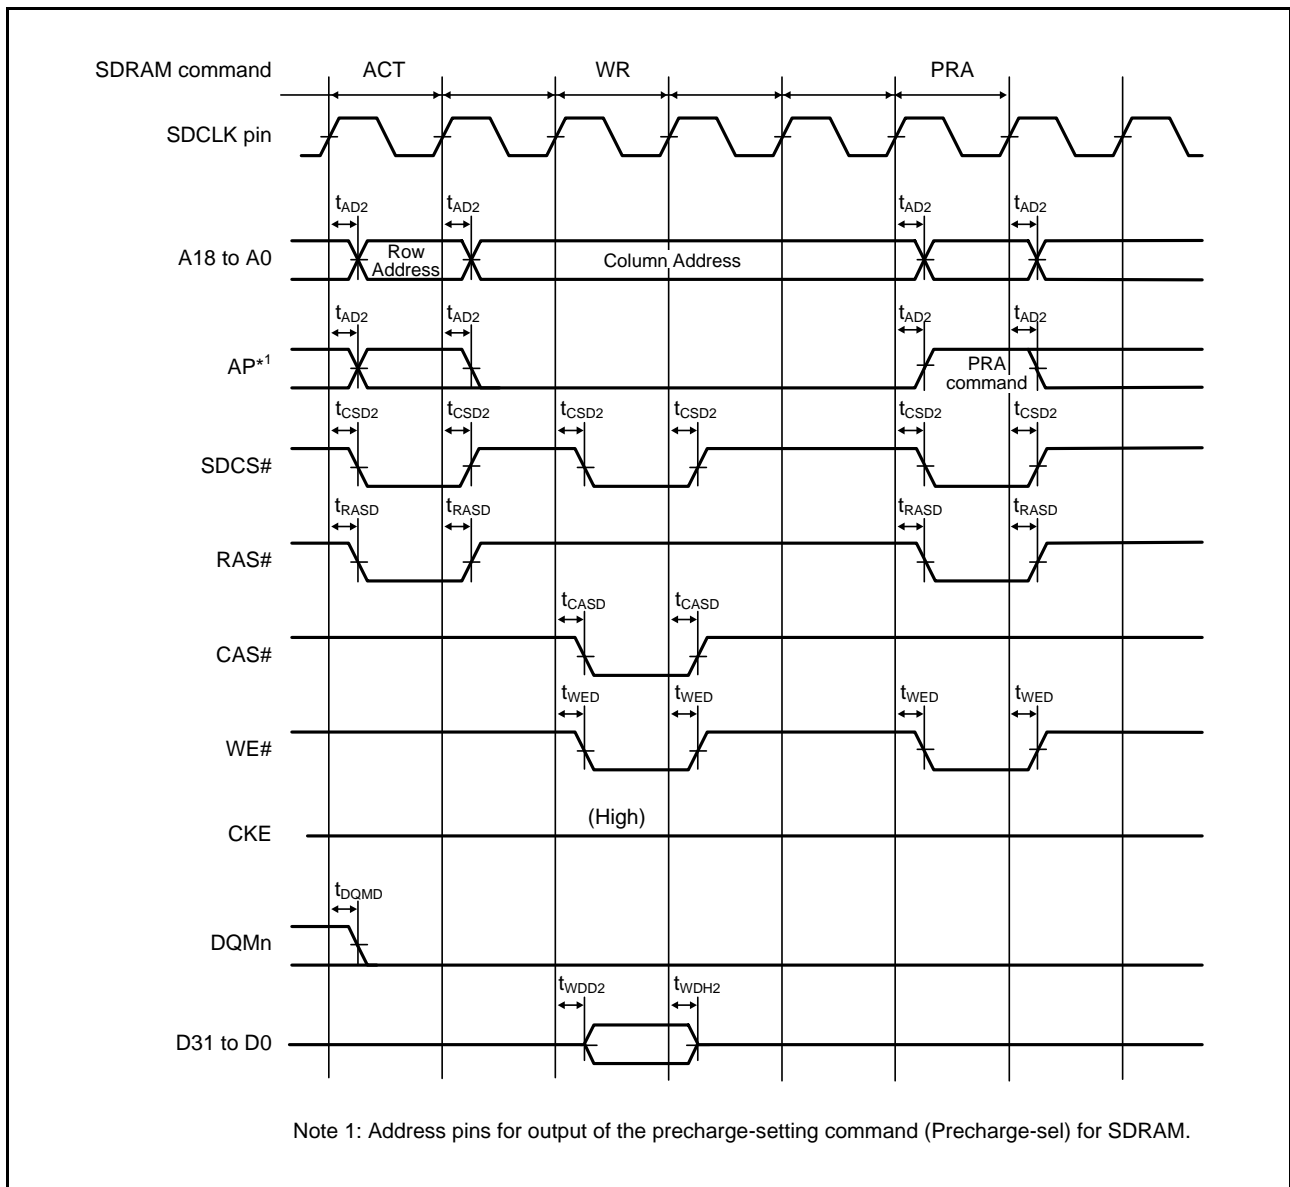 SDRAM command ACT WR PRA
SDCLK pin
tAD2 tAD2 tAD2 tAD2
A18 to A0 Row Address Column Address
tAD2 tAD2 tAD2 tAD2
AP*1 PRA command
tCSD2 tCSD2 tCSD2 tCSD2 tCSD2 tCSD2
SDCS#
tRASD tRASD tRASD tRASD
RAS#
tCASD tCASD
CAS#
tWED tWED tWED tWED
WE#
(High)
CKE
tDQMD
DQMn
tWDD2 tWDH2
D31 to D0
Note 1: Address pins for output of the precharge-setting command (Precharge-sel) for SDRAM.